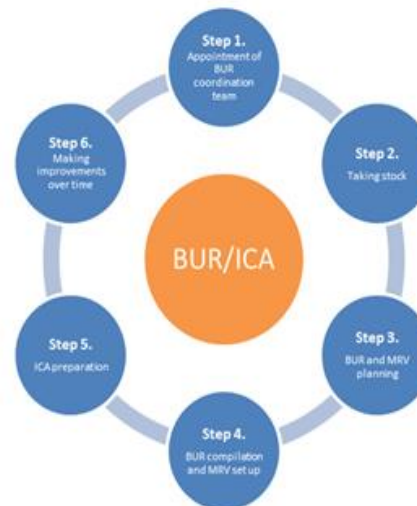 Step 1.
Appointment of
BUR
coordination
team
Step 2.
Taking stock
Step 3.
BUR and MRV
planning
Step 4.
BUR compilation
and MRV set up
Step 5.
ICA preparation
Step 6.
Making
improvements
over time
BUR/ICA